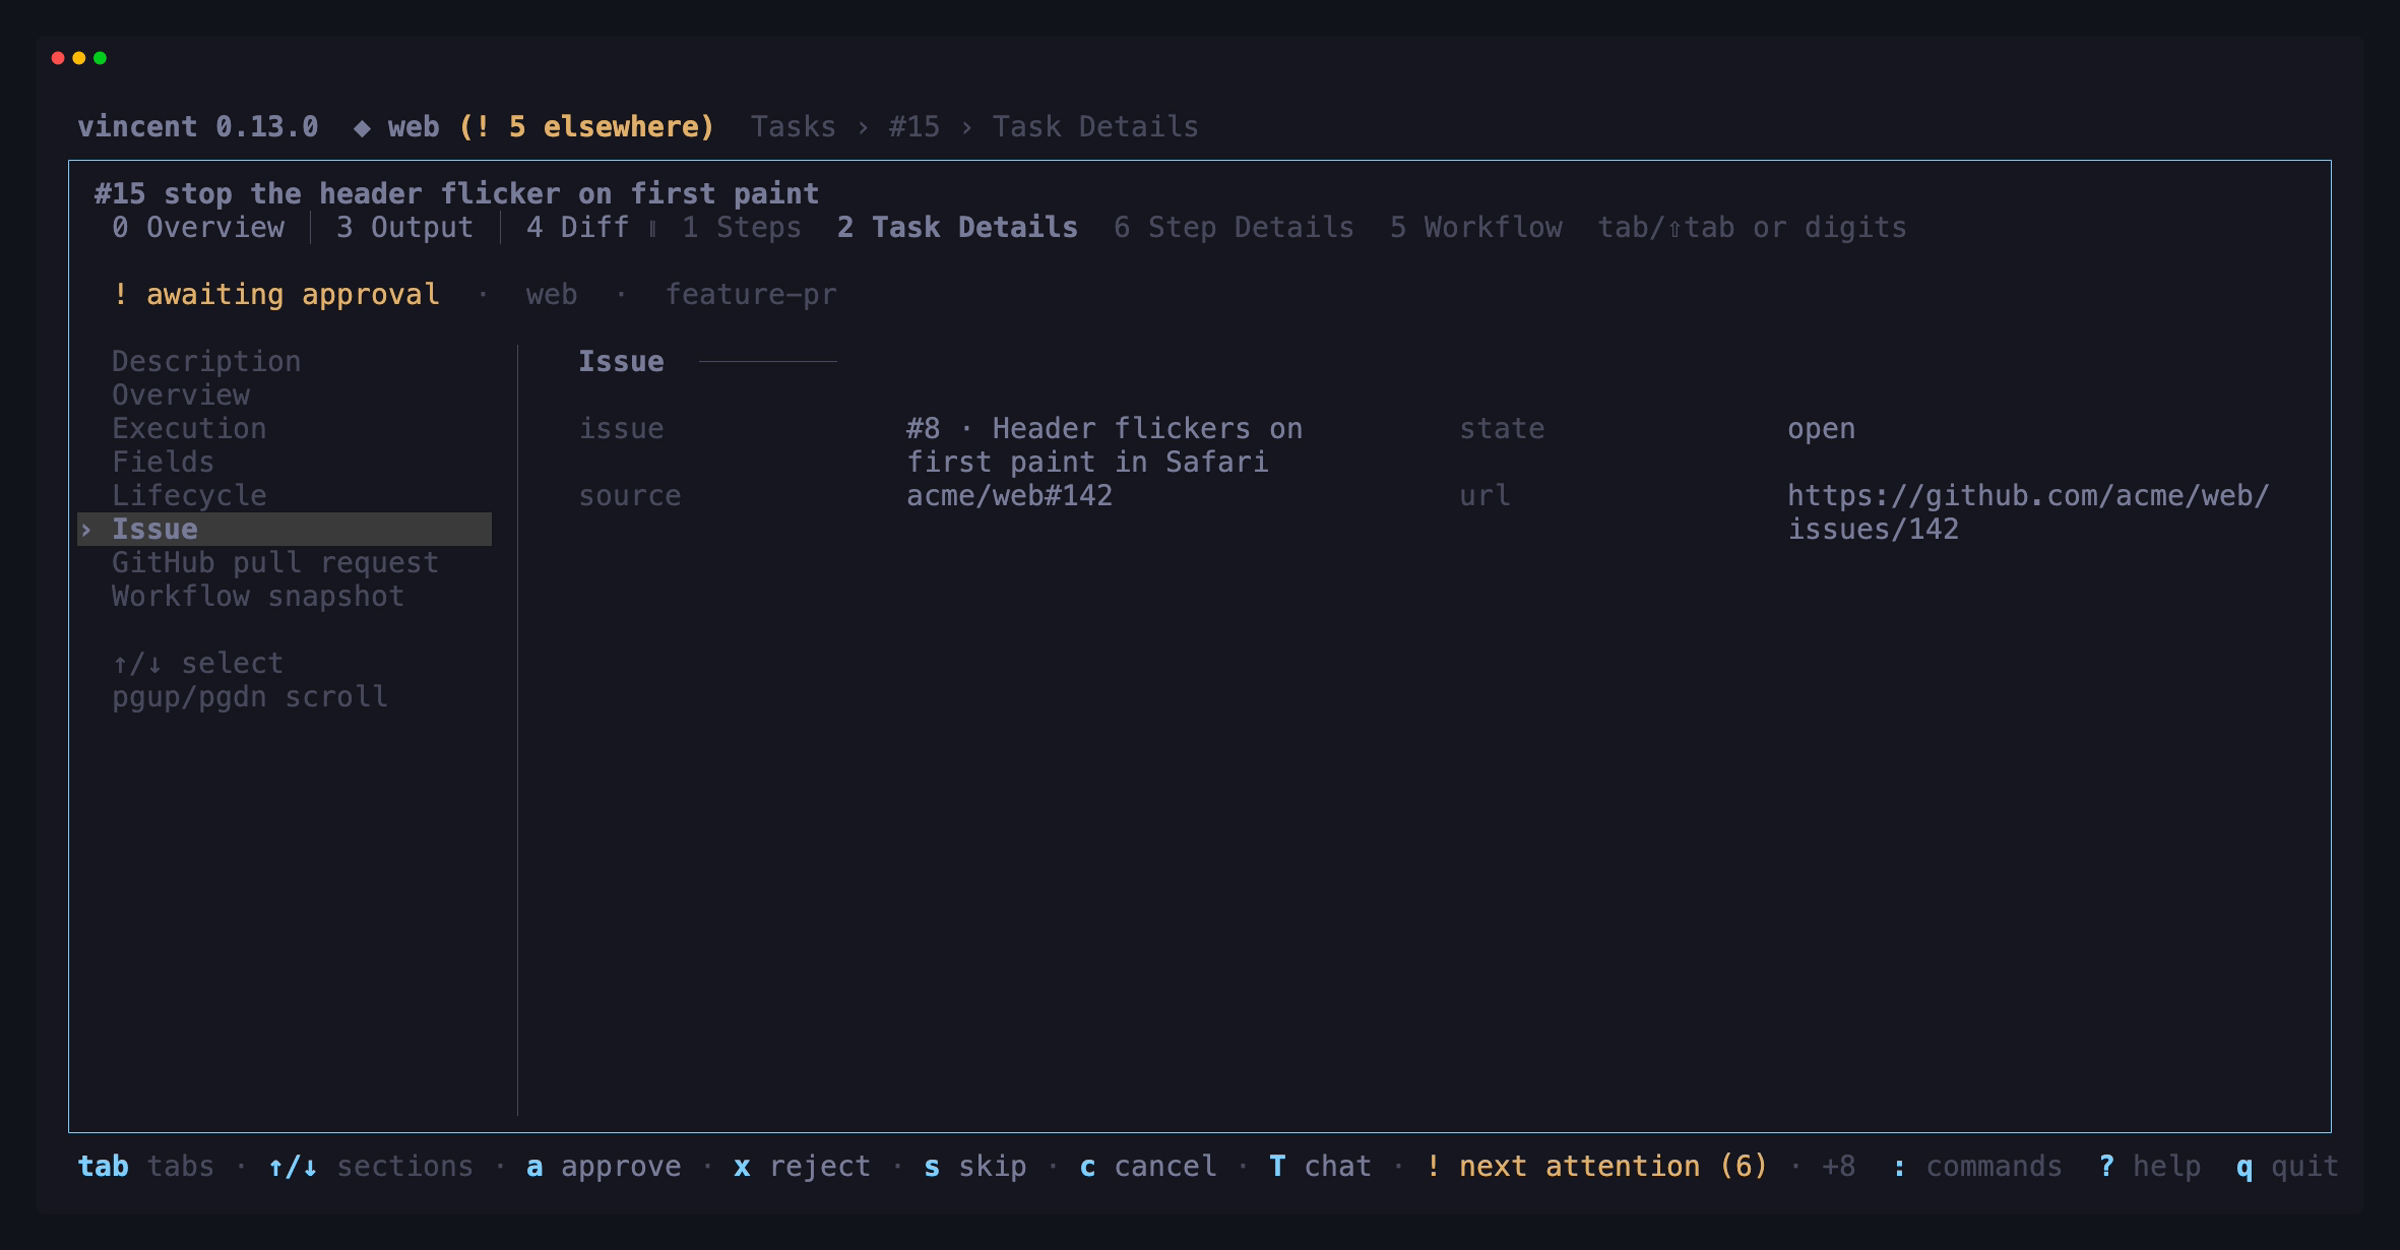 vincent 0.13.0 ◆ web (! 5 elsewhere) Tasks › #15 › Task Details
#15 stop the header flicker on first paint
0 Overview │ 3 Output │ 4 Diff ‖ 1 Steps 2 Task Details 6 Step Details 5 Workflow tab/⇧tab or digits
! awaiting approval · web · feature-pr
Description
Overview
Execution
Fields
Lifecycle
› Issue
GitHub pull request
Workflow snapshot
↑/↓ select
pgup/pgdn scroll
Issue
issue #8 · Header flickers on state open
first paint in Safari
source acme/web#142 url https://github.com/acme/web/
issues/142
tab tabs · ↑/↓ sections · a approve · x reject · s skip · c cancel · T chat · ! next attention (6) · +8 : commands ? help q quit